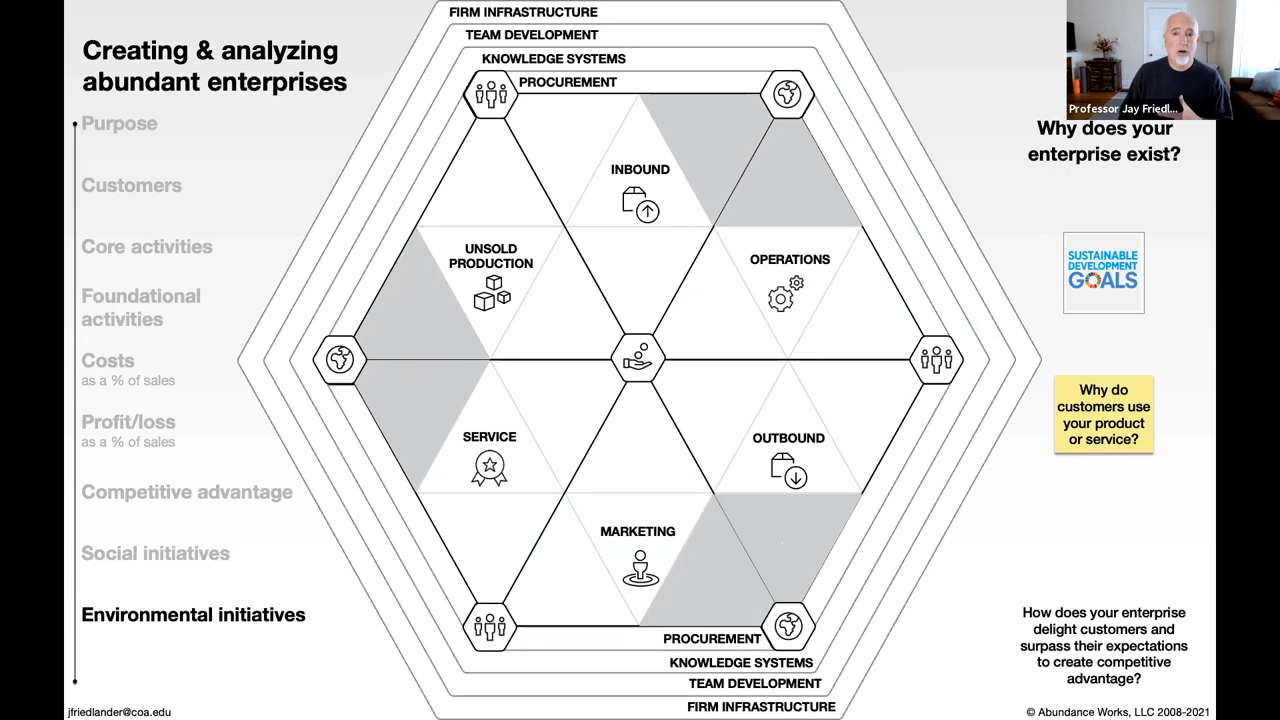 FIRM INFRASTRUCTURE
TEAM DEVELOPMENT
KNOWLEDGE SYSTEMS
PROCUREMENT
Creating & analyzing
abundant enterprises
Purpose
Customers
Core activities
Foundational
activities
Costs
as a % of sales
Profit/loss
as a % of sales
Competitive advantage
Social initiatives
Environmental initiatives
jfriedlander@coa.edu
INBOUND
UNSOLD
PRODUCTION
OPERATIONS
SERVICE
OUTBOUND
MARKETING
PROCUREMENT
KNOWLEDGE SYSTEMS
TEAM DEVELOPMENT
FIRM INFRASTRUCTURE
Professor Jay Friedl...
Why does your
enterprise exist?
SUSTAINABLE
DEVELOPMENT
GOALS
Why do
customers use
your product
or service?
How does your enterprise
delight customers and
surpass their expectations
to create competitive
advantage?
© Abundance Works, LLC 2008-2021